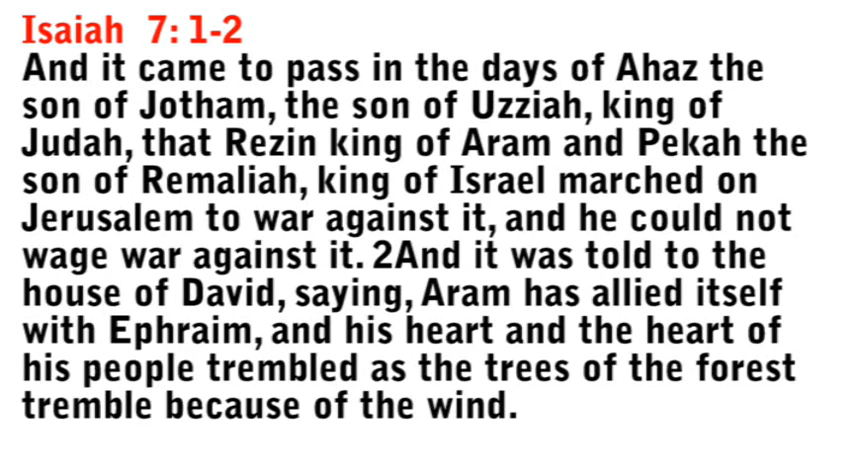 Isaiah 7: 1-2
And it came to pass in the days of Ahaz the
son of Jotham, the son of Uzziah, king of
Judah, that Rezin king of Aram and Pekah the
son of Remaliah, king of Israel marched on
Jerusalem to war against it, and he could not
wage war against it. 2And it was told to the
house of David, saying, Aram has allied itself
with Ephraim, and his heart and the heart of
his people trembled as the trees of the forest
tremble because of the wind.